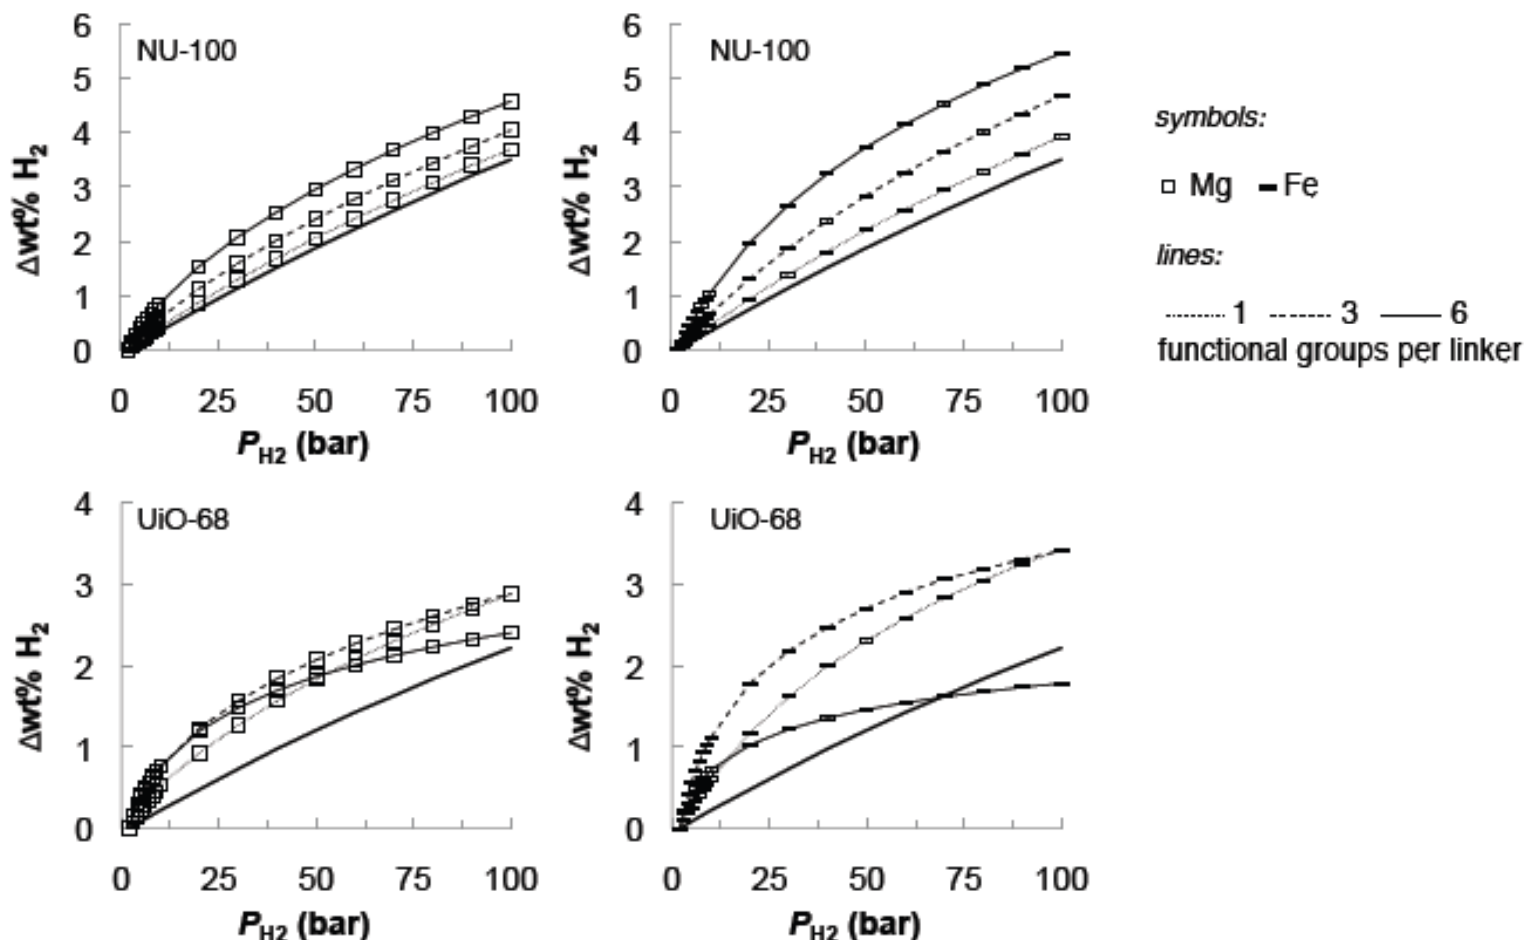 6
5
4
3
2
1
0
NU-100
Δwt% H2
0 25 50 75 100
PH2 (bar)
6
5
4
3
2
1
0
NU-100
Δwt% H2
0 25 50 75 100
PH2 (bar)
symbols:
Mg Fe
lines:
1 3 6
functional groups per linker
4
3
2
1
0
UiO-68
Δwt% H2
0 25 50 75 100
PH2 (bar)
4
3
2
1
0
UiO-68
Δwt% H2
0 25 50 75 100
PH2 (bar)